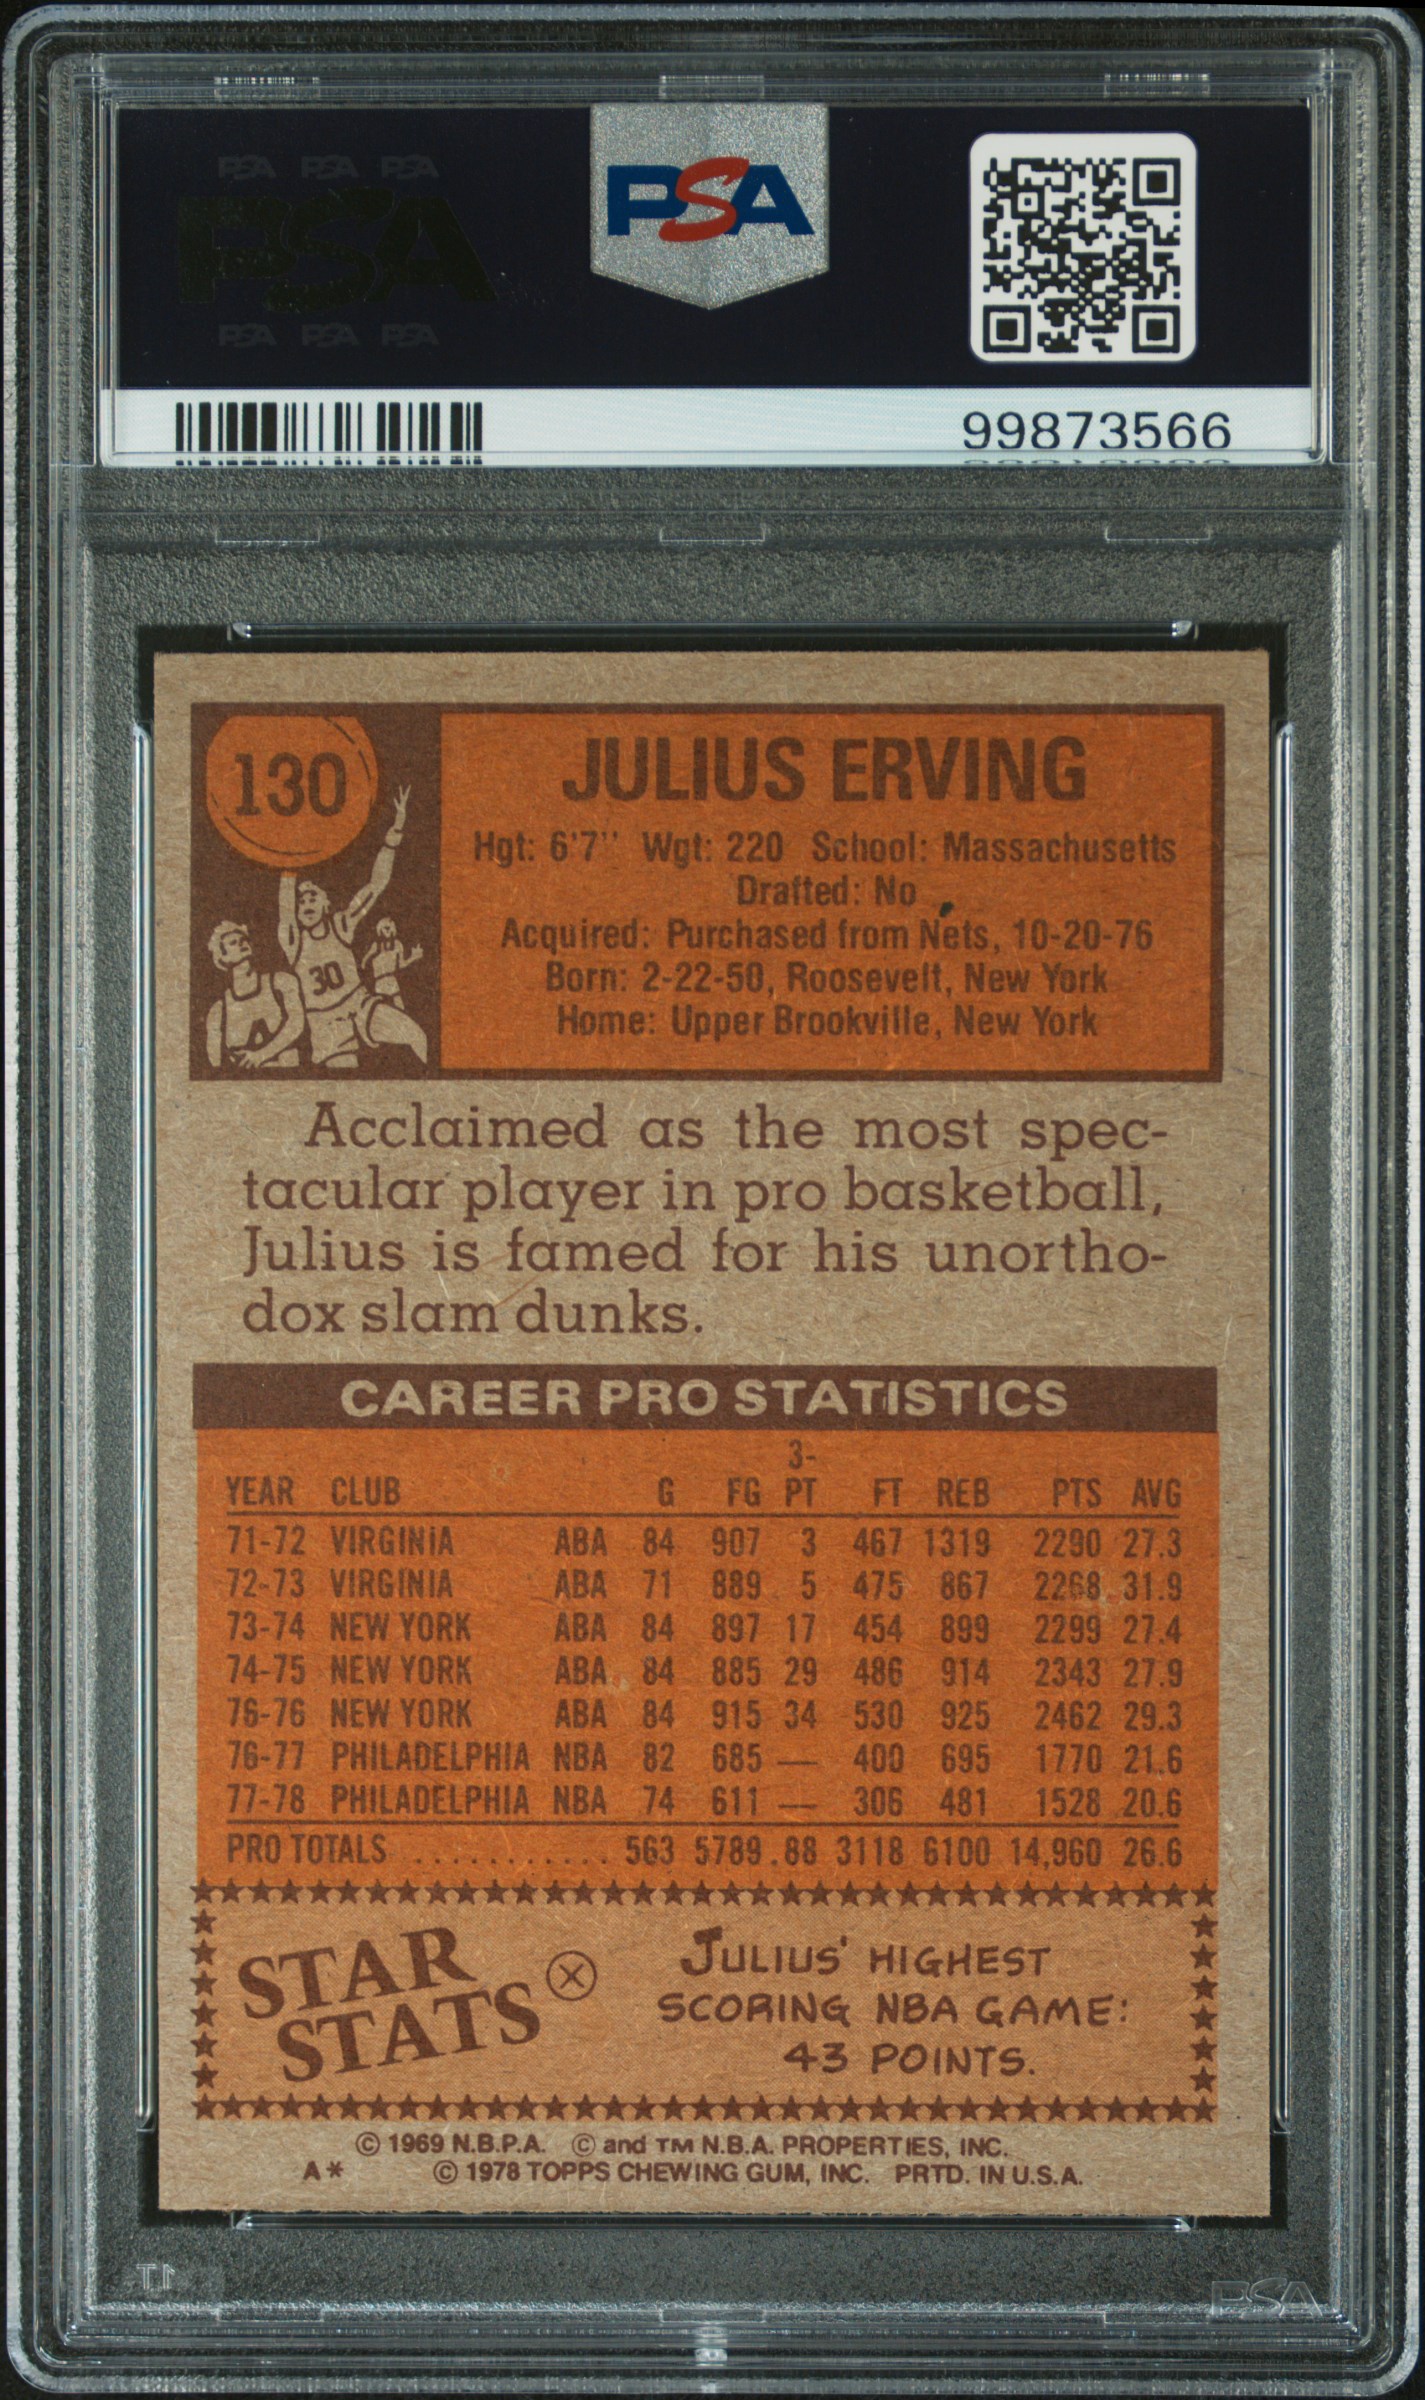 PSA PSA PSA
PSA
PSA PSA PSA
PSA
99873566
130
30
JULIUS ERVING
Hgt: 6'7'' Wgt: 220 School: Massachusetts
Drafted: No
Acquired: Purchased from Nets, 10-20-76
Born: 2-22-50, Roosevelt, New York
Home: Upper Brookville, New York
Acclaimed as the most spec-
tacular player in pro basketball,
Julius is famed for his unortho-
dox slam dunks.
CAREER PRO STATISTICS
3-
YEAR CLUB G FG PT FT REB PTS AVG
71-72 VIRGINIA ABA 84 907 3 467 1319 2290 27.3
72-73 VIRGINIA ABA 71 889 5 475 867 2268 31.9
73-74 NEW YORK ABA 84 897 17 454 899 2299 27.4
74-75 NEW YORK ABA 84 885 29 486 914 2343 27.9
76-76 NEW YORK ABA 84 915 34 530 925 2462 29.3
76-77 PHILADELPHIA NBA 82 685 — 400 695 1770 21.6
77-78 PHILADELPHIA NBA 74 611 — 306 481 1528 20.6
PRO TOTALS ............ 563 5789 88 3118 6100 14,960 26.6
STAR
STATS
JULIUS' HIGHEST
SCORING NBA GAME:
43 POINTS.
© 1969 N.B.P.A. © and TM N.B.A. PROPERTIES, INC.
A* © 1978 TOPPS CHEWING GUM, INC. PRTD. IN U.S.A.
PSA